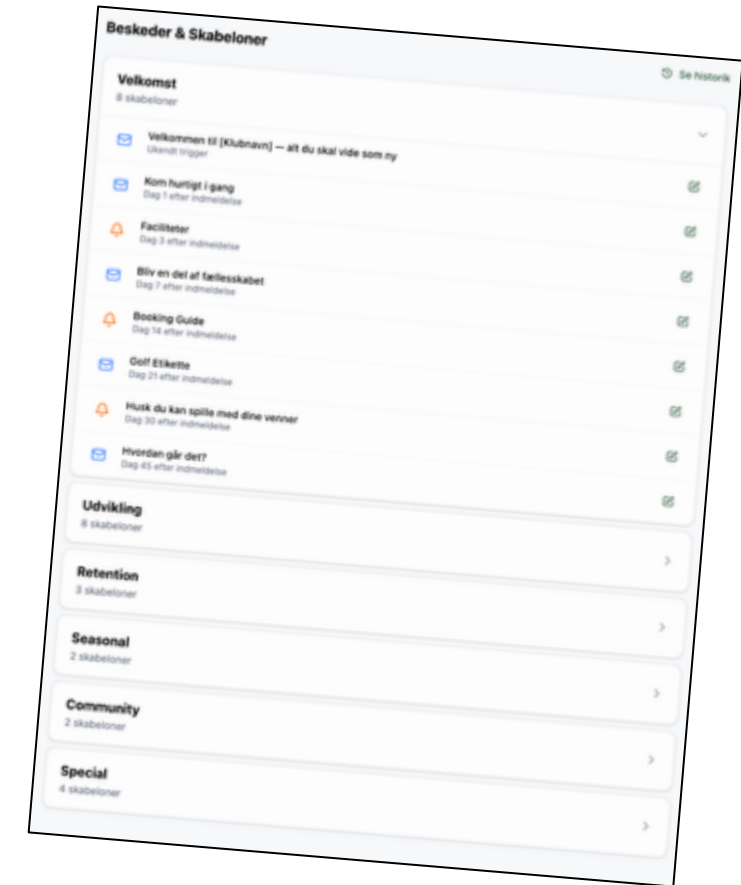 Beskeder & Skabeloner
Se historik
Velkomst
8 skabeloner
Velkommen til [Klubnavn] — alt du skal vide som ny
Ukendt trigger
Kom hurtigt i gang
Dag 1 efter indmeldelse
Faciliteter
Dag 3 efter indmeldelse
Bliv en del af fællesskabet
Dag 7 efter indmeldelse
Booking Guide
Dag 14 efter indmeldelse
Golf Etikette
Dag 21 efter indmeldelse
Husk du kan spille med dine venner
Dag 30 efter indmeldelse
Hvordan går det?
Dag 45 efter indmeldelse
Udvikling
8 skabeloner
Retention
3 skabeloner
Seasonal
2 skabeloner
Community
2 skabeloner
Special
4 skabeloner